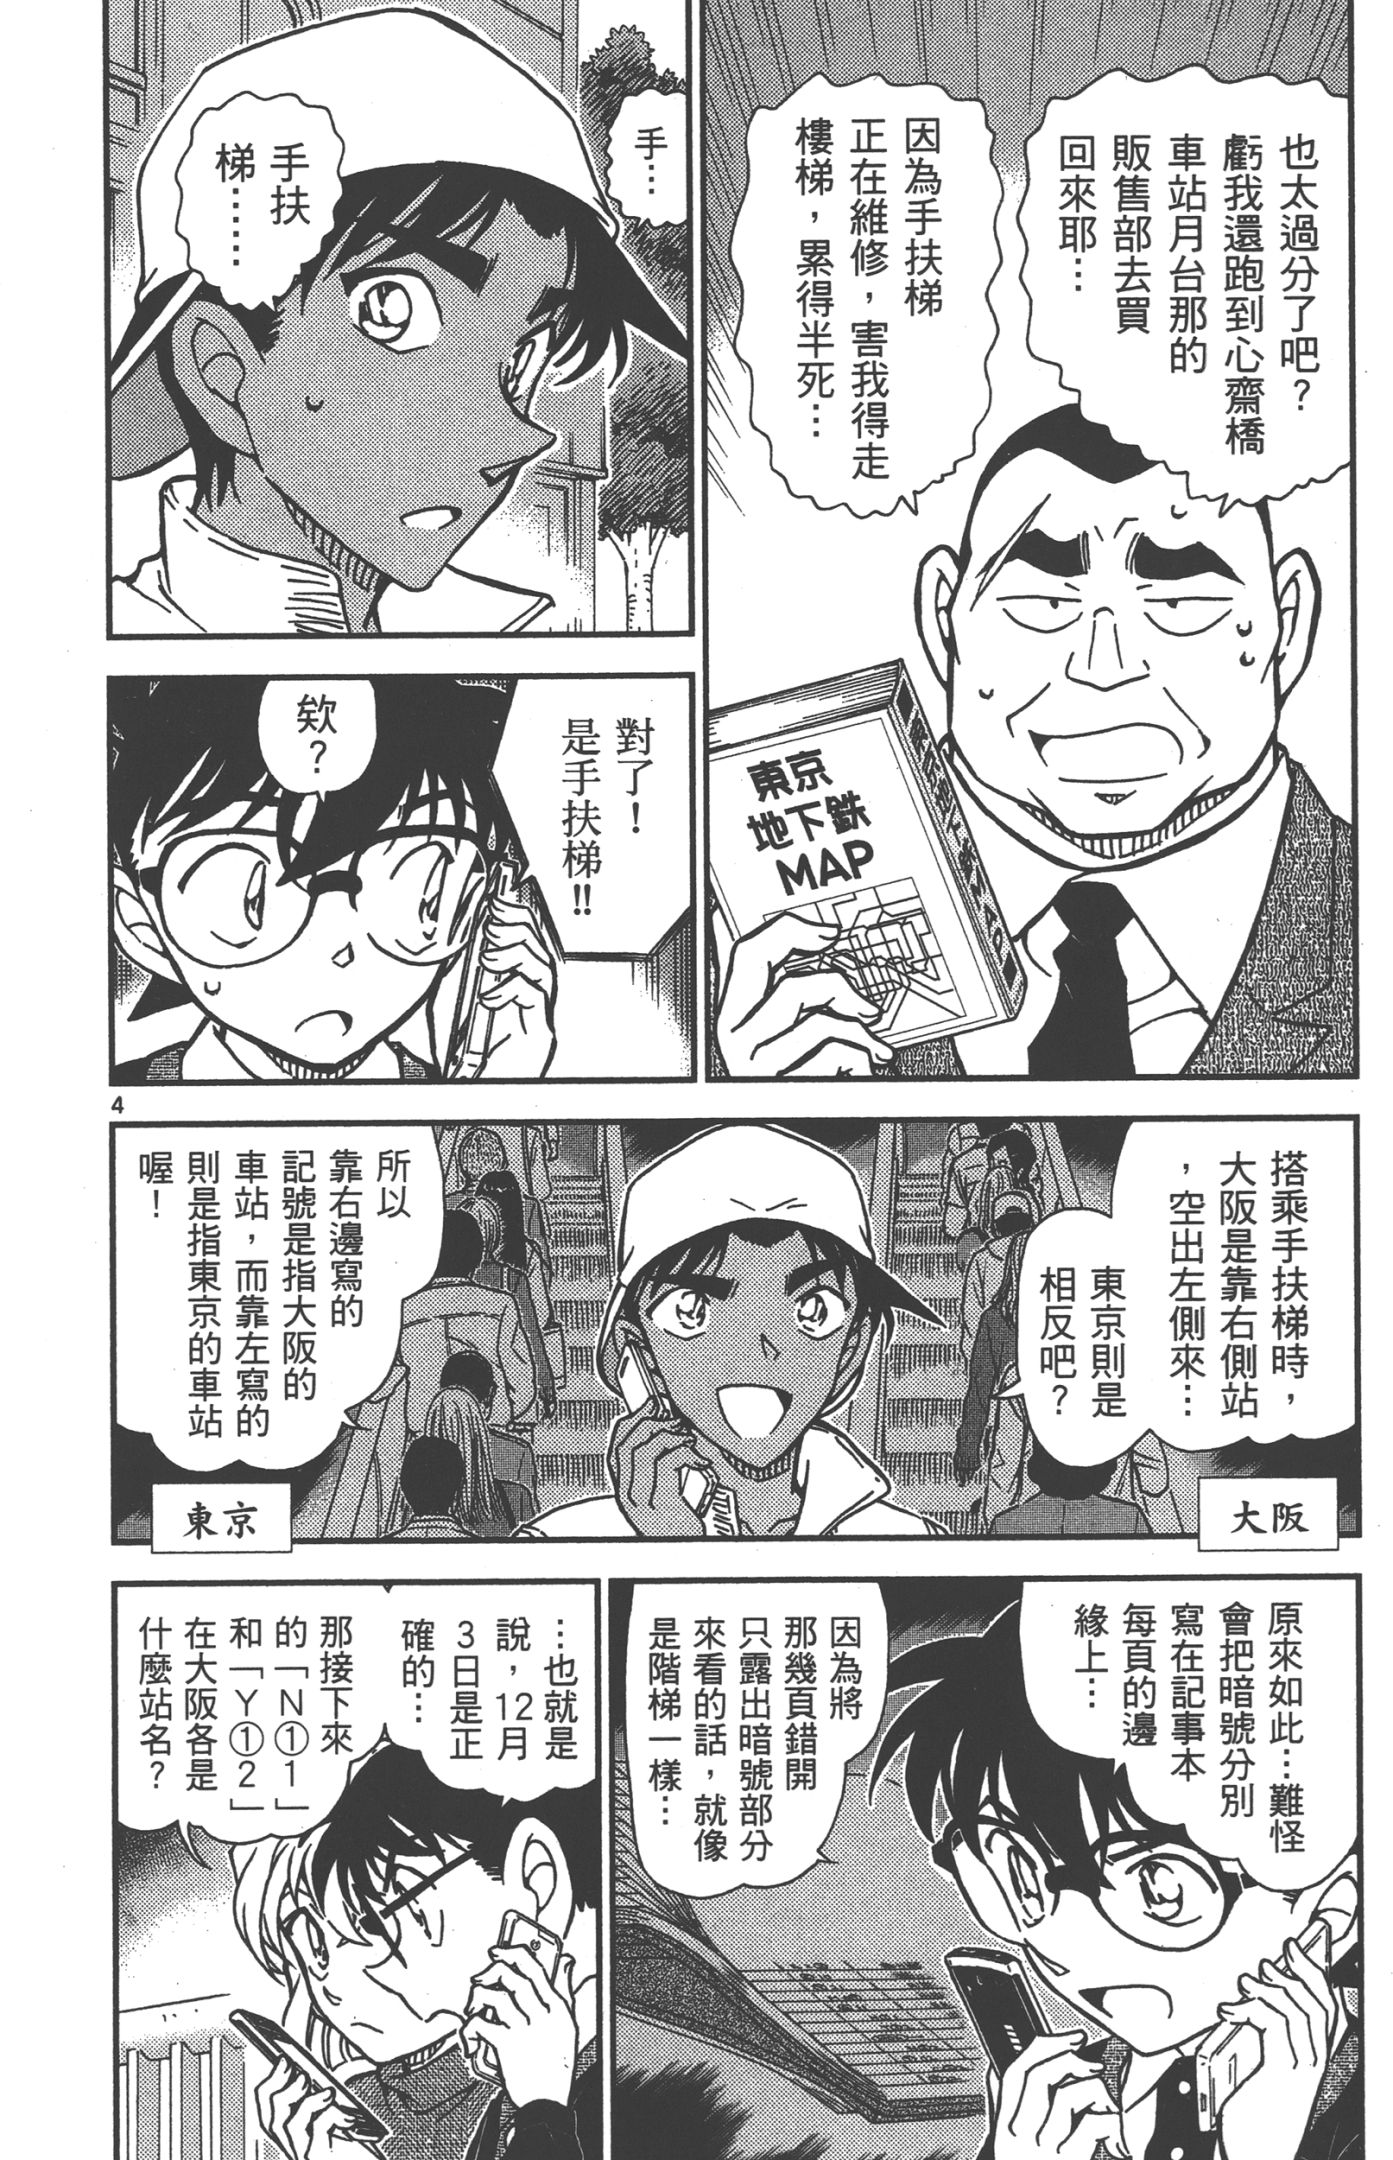 也太過分了吧？
虧我還跑到心齋橋
車站月台那的
販售部去買
回來耶…
因為手扶梯
正在維修，害我得走
樓梯，累得半死…
東京
地下鉄
MAP
手…
手扶
梯……
對了！
是手扶梯!!
欸？
4
搭乘手扶梯時，
大阪是靠右側站
，空出左側來…
東京則是
相反吧？
所以
靠右邊寫的
記號是指大阪的
車站，而靠左寫的
則是指東京的車站
喔！
大阪
東京
原來如此…難怪
會把暗號分別
寫在記事本
每頁的邊
緣上…
因為將
那幾頁錯開
只露出暗號部分
來看的話，就像
是階梯一樣…
…也就是
說，12月
3日是正
確的…
那接下來
的「N①1」
和「Y①2」
在大阪各是
什麼站名？